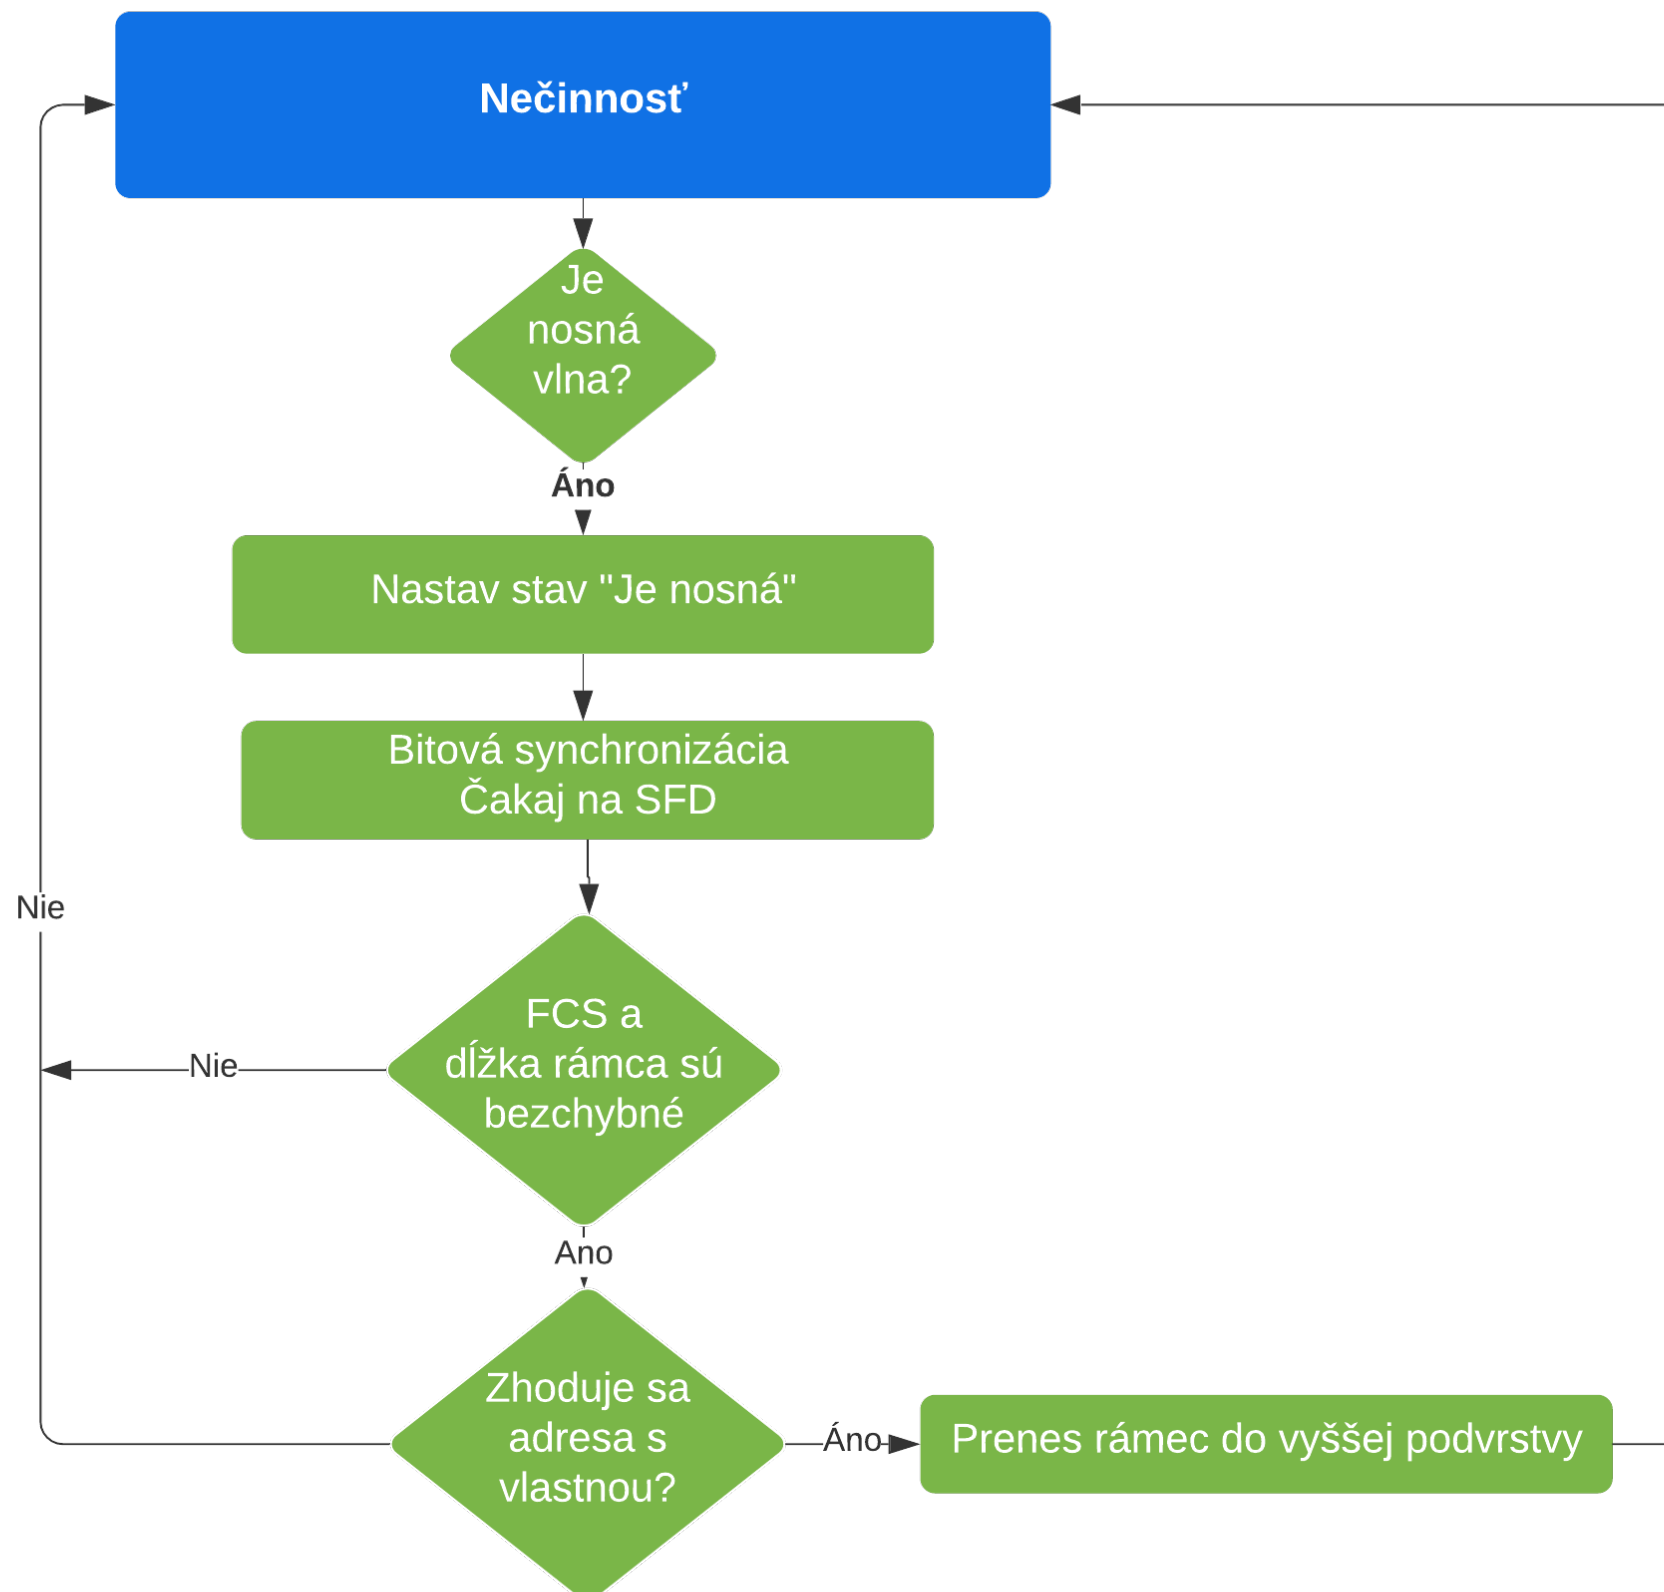 Nečinnosť
Je
nosná
vlna?
Áno
Nastav stav "Je nosná"
Bitová synchronizácia
Čakaj na SFD
Nie
FCS a
dĺžka rámca sú
bezchybné
Nie
Ano
Zhoduje sa
adresa s
vlastnou?
Áno
Prenes rámec do vyššej podvrstvy